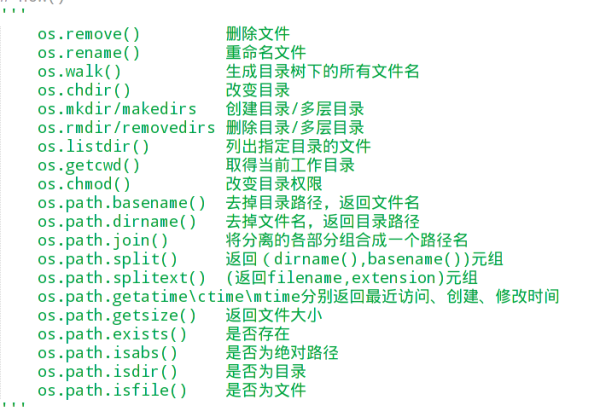 '''
os.remove() 删除文件
os.rename() 重命名文件
os.walk() 生成目录树下的所有文件名
os.chdir() 改变目录
os.mkdir/makedirs 创建目录/多层目录
os.rmdir/removedirs 删除目录/多层目录
os.listdir() 列出指定目录的文件
os.getcwd() 取得当前工作目录
os.chmod() 改变目录权限
os.path.basename() 去掉目录路径，返回文件名
os.path.dirname() 去掉文件名，返回目录路径
os.path.join() 将分离的各部分组合成一个路径名
os.path.split() 返回（dirname(),basename())元组
os.path.splitext() (返回filename,extension)元组
os.path.getatime\ctime\mtime分别返回最近访问、创建、修改时间
os.path.getsize() 返回文件大小
os.path.exists() 是否存在
os.path.isabs() 是否为绝对路径
os.path.isdir() 是否为目录
os.path.isfile() 是否为文件
'''